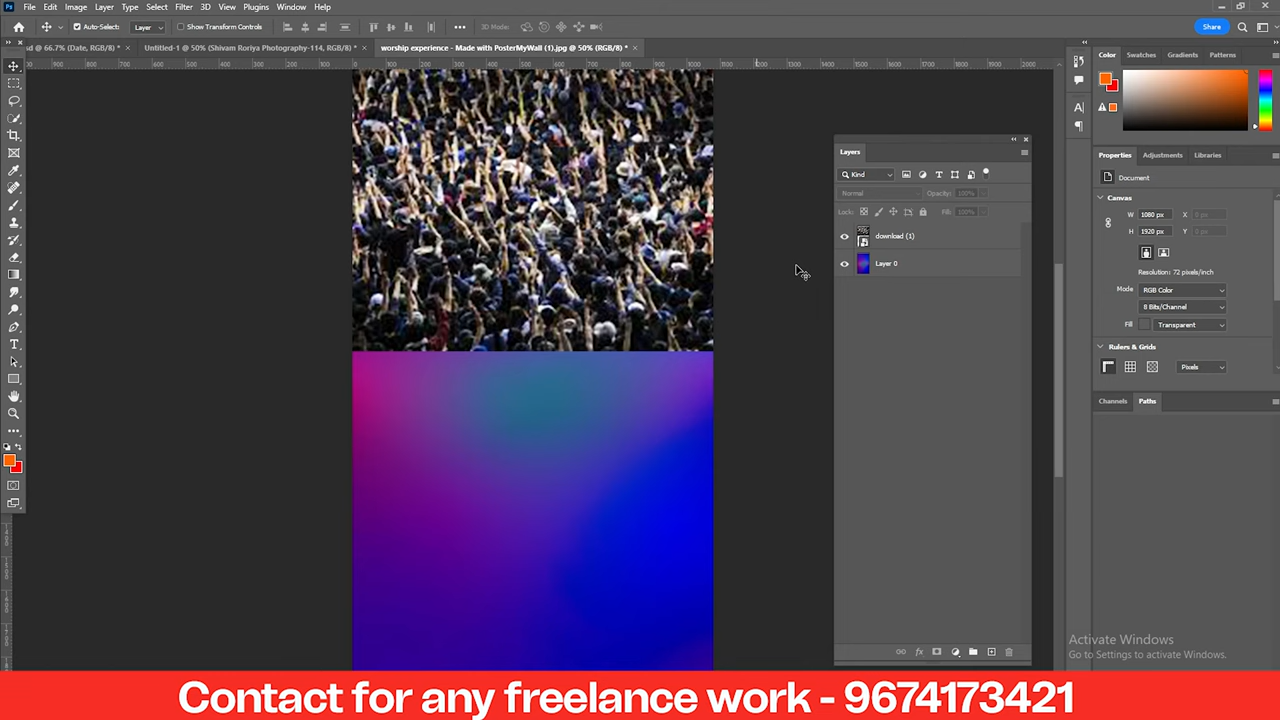 Ps File Edit Image Layer Type Select Filter 3D View Plugins Window Help
Auto-Select: Layer Show Transform Controls 3D Mode: Share
@ 66.7% (Date, RGB/8) * × Untitled-1 @ 50% (Shivam Roriya Photography-114, RGB/8) * × worship experience - Made with PosterMyWall (1).jpg @ 50% (RGB/8) * ×
Color Swatches Gradients Patterns
Layers
Kind
Normal Opacity: 100%
Lock: Fill: 100%
download (1)
Layer 0
Properties Adjustments Libraries
Document
Canvas
W 1080 px X 0 px
H 1920 px Y 0 px
Resolution: 72 pixels/inch
Mode RGB Color
8 Bits/Channel
Fill Transparent
Rulers & Grids
Pixels
Channels Paths
Activate Windows
Go to Settings to activate Windows.
Contact for any freelance work - 9674173421